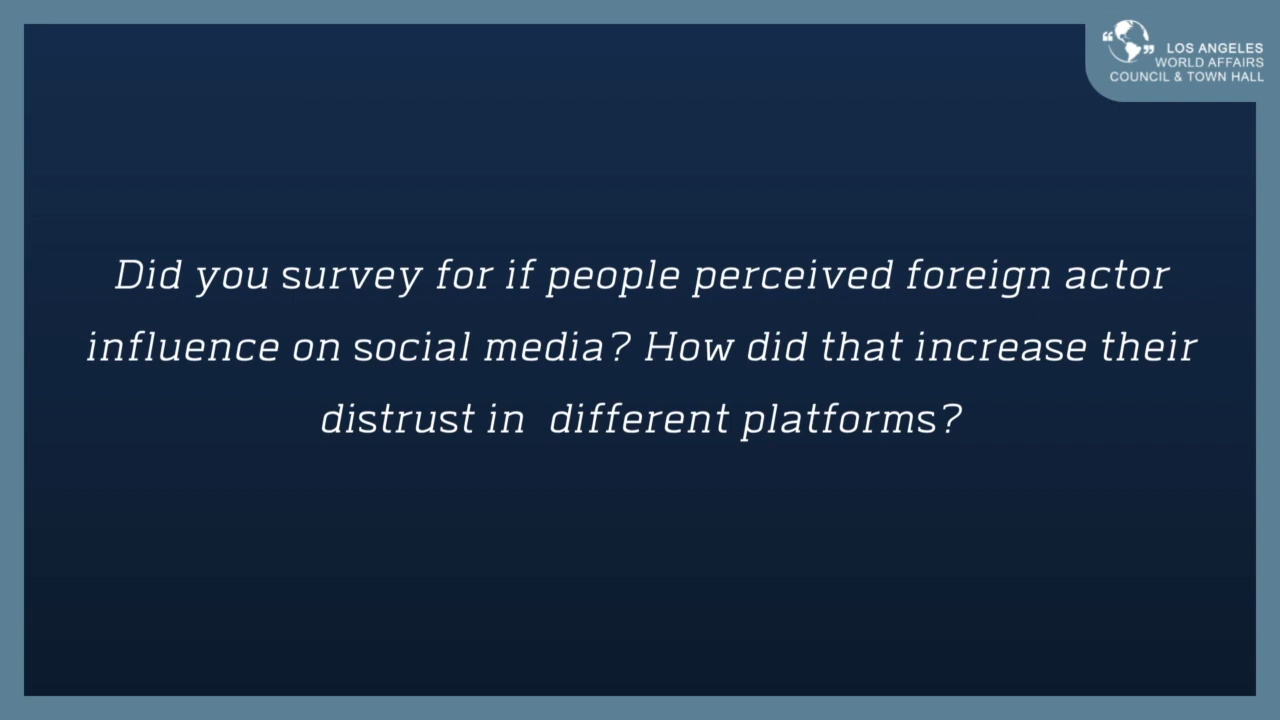 LOS ANGELES
WORLD AFFAIRS
COUNCIL & TOWN HALL
Did you survey for if people perceived foreign actor
influence on social media? How did that increase their
distrust in different platforms?